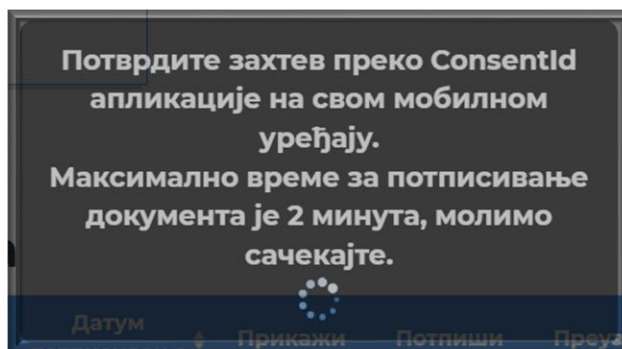 Потврдите захтев преко ConsentId
апликације на свом мобилном
уређају.
Максимално време за потписивање
документа је 2 минута, молимо
сачекајте.
Датум
Прикажи Потпиши